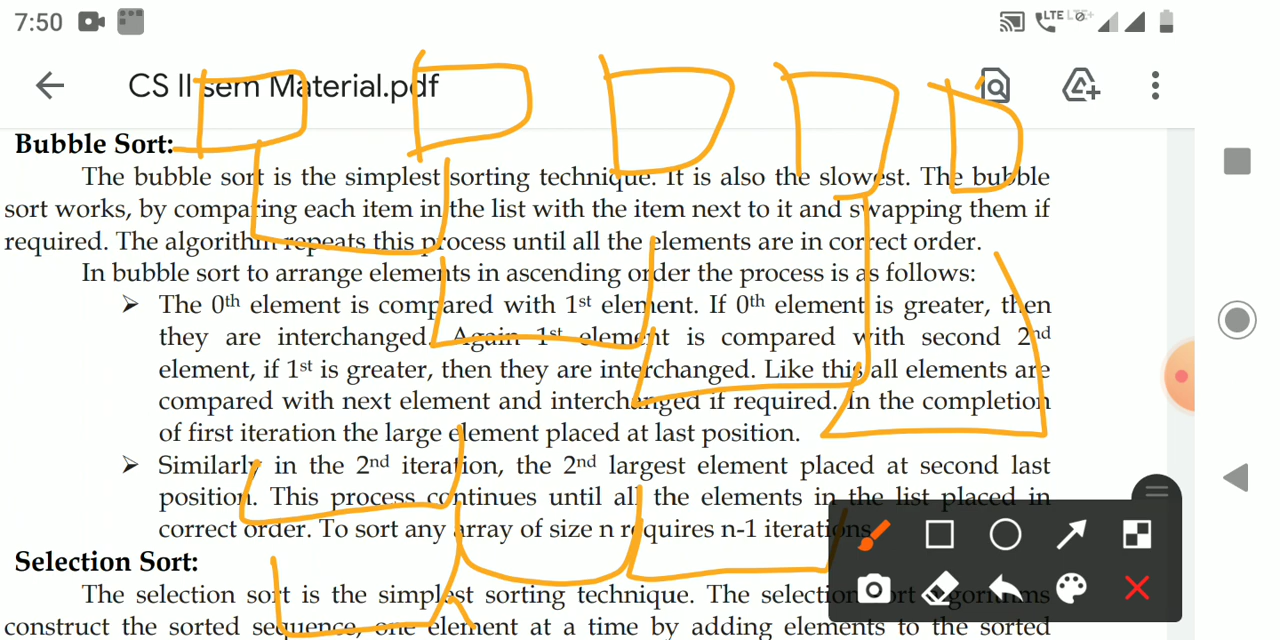 7:50
LTE LTE+
CS II sem Material.pdf
Bubble Sort:
The bubble sort is the simplest sorting technique. It is also the slowest. The bubble
sort works, by comparing each item in the list with the item next to it and swapping them if
required. The algorithm repeats this process until all the elements are in correct order.
In bubble sort to arrange elements in ascending order the process is as follows:
➢ The 0th element is compared with 1st element. If 0th element is greater, then
they are interchanged. Again 1st element is compared with second 2nd
element, if 1st is greater, then they are interchanged. Like this all elements are
compared with next element and interchanged if required. In the completion
of first iteration the large element placed at last position.
➢ Similarly in the 2nd iteration, the 2nd largest element placed at second last
position. This process continues until all the elements in the list placed in
correct order. To sort any array of size n requires n-1 iterations.
Selection Sort:
The selection sort is the simplest sorting technique. The selection sort algorithms
construct the sorted sequence, one element at a time by adding elements to the sorted